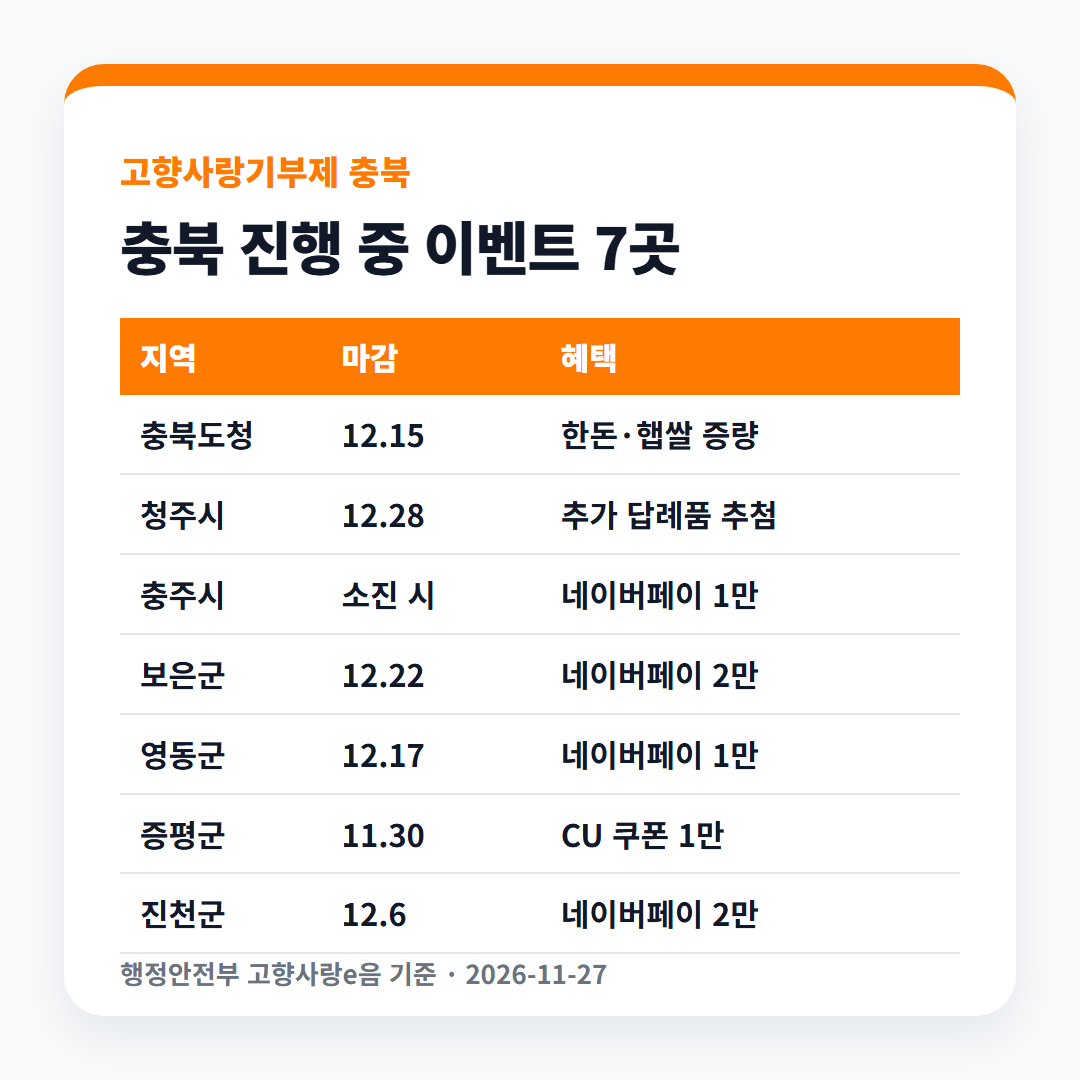 고향사랑기부제 충북
충북 진행 중 이벤트 7곳
지역 마감 혜택
충북도청 12.15 한돈·햅쌀 증량
청주시 12.28 추가 답례품 추첨
충주시 소진 시 네이버페이 1만
보은군 12.22 네이버페이 2만
영동군 12.17 네이버페이 1만
증평군 11.30 CU 쿠폰 1만
진천군 12.6 네이버페이 2만
행정안전부 고향사랑e음 기준 · 2026-11-27